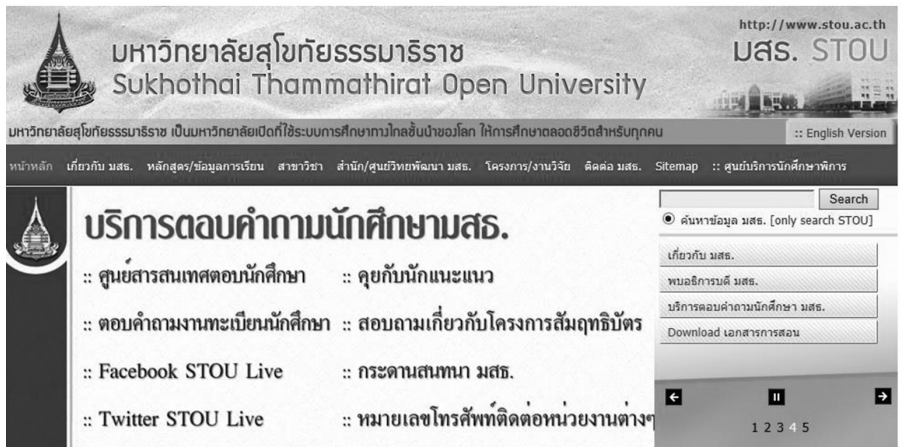 http://www.stou.ac.th
มหาวิทยาลัยสุโขทัยธรรมาธิราช
มสธ. STOU
Sukhothai Thammathirat Open University
มหาวิทยาลัยสุโขทัยธรรมาธิราช เป็นมหาวิทยาลัยเปิดที่ใช้ระบบการศึกษาทางไกลชั้นนำของโลก ให้การศึกษาตลอดชีวิตสำหรับทุกคน
:: English Version
หน้าหลัก เกี่ยวกับ มสธ. หลักสูตร/ข้อมูลการเรียน สาขาวิชา สำนัก/ศูนย์วิทยพัฒนา มสธ. โครงการ/งานวิจัย ติดต่อ มสธ. Sitemap :: ศูนย์บริการนักศึกษาพิการ
บริการตอบคำถามนักศึกษามสธ.
:: ศูนย์สารสนเทศตอบนักศึกษา :: คุยกับนักแนะแนว
:: ตอบคำถามงานทะเบียนนักศึกษา :: สอบถามเกี่ยวกับโครงการสัมฤทธิบัตร
:: Facebook STOU Live :: กระดานสนทนา มสธ.
:: Twitter STOU Live :: หมายเลขโทรศัพท์ติดต่อหน่วยงานต่างๆ
Search
ค้นหาข้อมูล มสธ. [only search STOU]
เกี่ยวกับ มสธ.
พบอธิการบดี มสธ.
บริการตอบคำถามนักศึกษา มสธ.
Download เอกสารการสอน
1 2 3 4 5